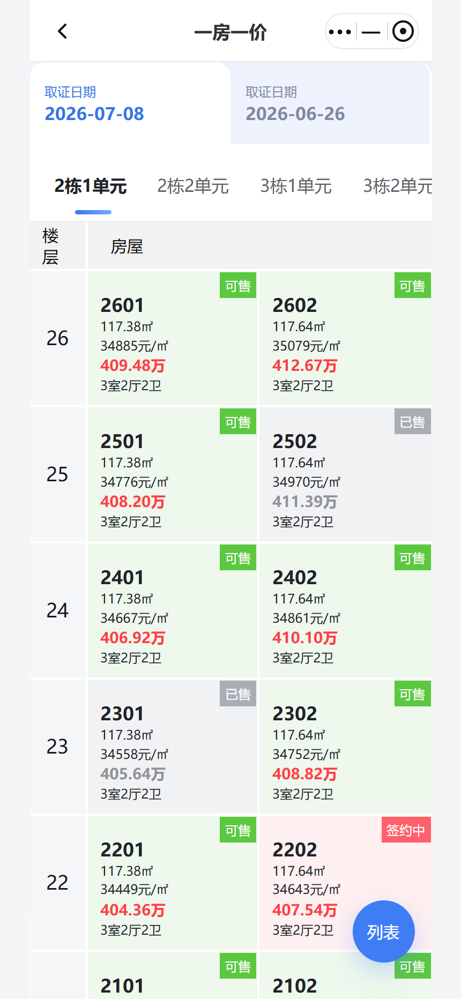 一房一价
取证日期
2026-07-08
取证日期
2026-06-26
2栋1单元
2栋2单元
3栋1单元
3栋2单元
楼层
房屋
26
可售
2601
117.38㎡
34885元/㎡
409.48万
3室2厅2卫
可售
2602
117.64㎡
35079元/㎡
412.67万
3室2厅2卫
25
可售
2501
117.38㎡
34776元/㎡
408.20万
3室2厅2卫
已售
2502
117.64㎡
34970元/㎡
411.39万
3室2厅2卫
24
可售
2401
117.38㎡
34667元/㎡
406.92万
3室2厅2卫
可售
2402
117.64㎡
34861元/㎡
410.10万
3室2厅2卫
23
已售
2301
117.38㎡
34558元/㎡
405.64万
3室2厅2卫
可售
2302
117.64㎡
34752元/㎡
408.82万
3室2厅2卫
22
可售
2201
117.38㎡
34449元/㎡
404.36万
3室2厅2卫
签约中
2202
117.64㎡
34643元/㎡
407.54万
3室2厅2卫
列表
可售
2101
可售
2102